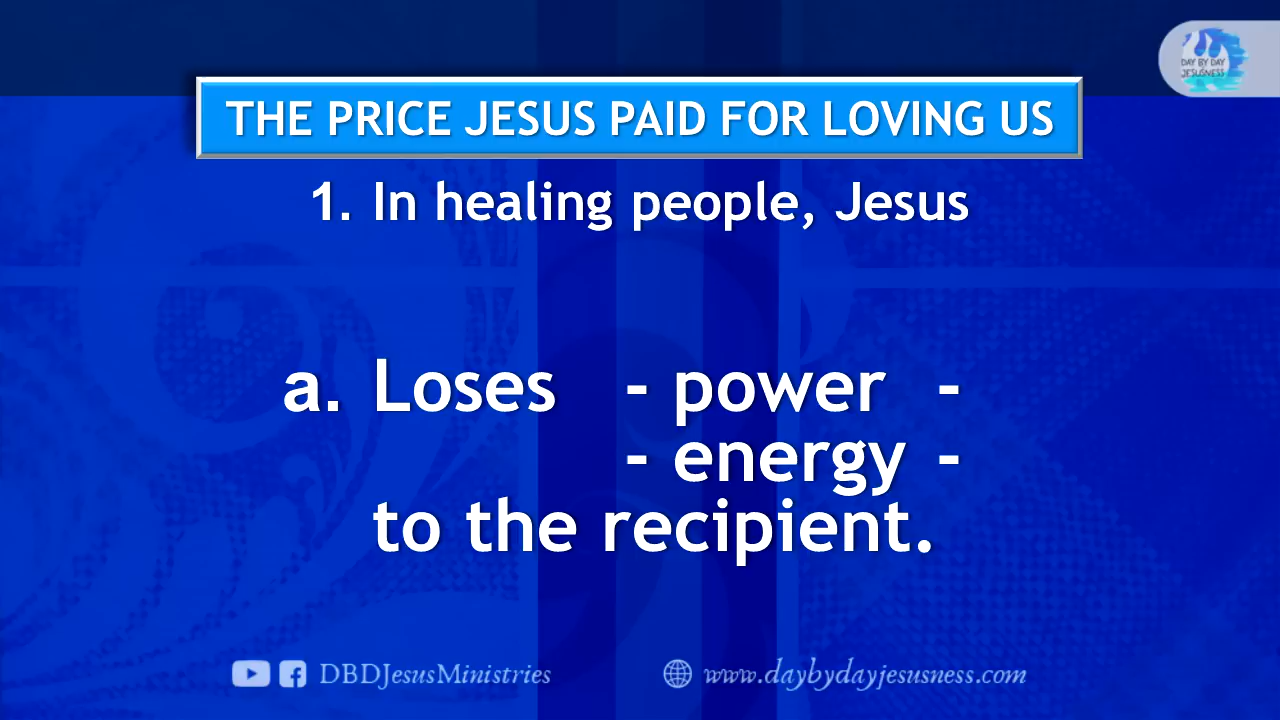 DAY BY DAY
JESUSNESS
THE PRICE JESUS PAID FOR LOVING US
1. In healing people, Jesus
a. Loses - power -
- energy -
to the recipient.
DBDJesusMinistries www.daybydayjesusness.com